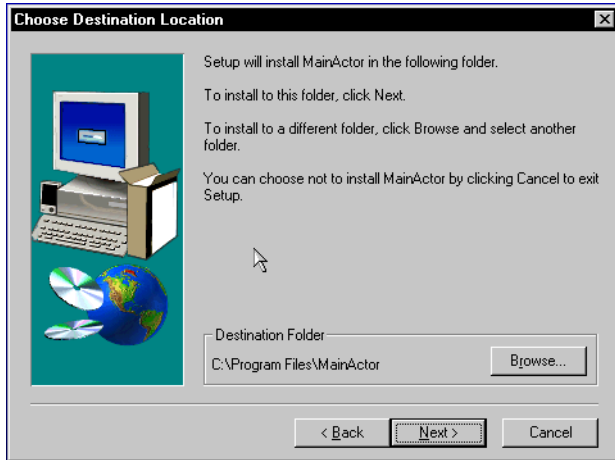 Choose Destination Location
Setup will install MainActor in the following folder.
To install to this folder, click Next.
To install to a different folder, click Browse and select another
folder.
You can choose not to install MainActor by clicking Cancel to exit
Setup.
Destination Folder
C:\Program Files\MainActor
Browse...
< Back
Next >
Cancel